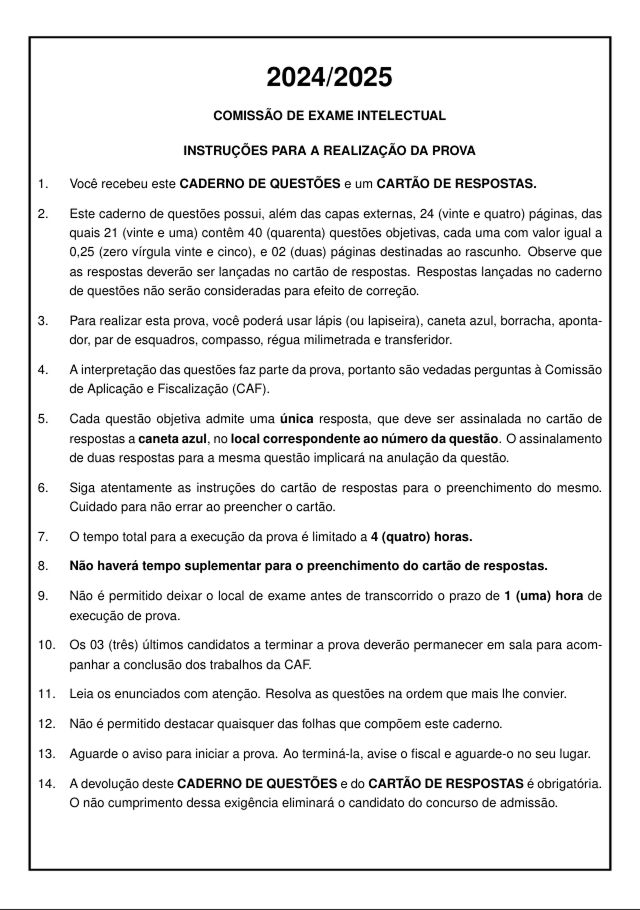 2024/2025
COMISSÃO DE EXAME INTELECTUAL
INSTRUÇÕES PARA A REALIZAÇÃO DA PROVA
1. Você recebeu este CADERNO DE QUESTÕES e um CARTÃO DE RESPOSTAS.
2. Este caderno de questões possui, além das capas externas, 24 (vinte e quatro) páginas, das
quais 21 (vinte e uma) contêm 40 (quarenta) questões objetivas, cada uma com valor igual a
0,25 (zero vírgula vinte e cinco), e 02 (duas) páginas destinadas ao rascunho. Observe que
as respostas deverão ser lançadas no cartão de respostas. Respostas lançadas no caderno
de questões não serão consideradas para efeito de correção.
3. Para realizar esta prova, você poderá usar lápis (ou lapiseira), caneta azul, borracha, aponta-
dor, par de esquadros, compasso, régua milimetrada e transferidor.
4. A interpretação das questões faz parte da prova, portanto são vedadas perguntas à Comissão
de Aplicação e Fiscalização (CAF).
5. Cada questão objetiva admite uma única resposta, que deve ser assinalada no cartão de
respostas a caneta azul, no local correspondente ao número da questão. O assinalamento
de duas respostas para a mesma questão implicará na anulação da questão.
6. Siga atentamente as instruções do cartão de respostas para o preenchimento do mesmo.
Cuidado para não errar ao preencher o cartão.
7. O tempo total para a execução da prova é limitado a 4 (quatro) horas.
8. Não haverá tempo suplementar para o preenchimento do cartão de respostas.
9. Não é permitido deixar o local de exame antes de transcorrido o prazo de 1 (uma) hora de
execução de prova.
10. Os 03 (três) últimos candidatos a terminar a prova deverão permanecer em sala para acom-
panhar a conclusão dos trabalhos da CAF.
11. Leia os enunciados com atenção. Resolva as questões na ordem que mais lhe convier.
12. Não é permitido destacar quaisquer das folhas que compõem este caderno.
13. Aguarde o aviso para iniciar a prova. Ao terminá-la, avise o fiscal e aguarde-o no seu lugar.
14. A devolução deste CADERNO DE QUESTÕES e do CARTÃO DE RESPOSTAS é obrigatória.
O não cumprimento dessa exigência eliminará o candidato do concurso de admissão.